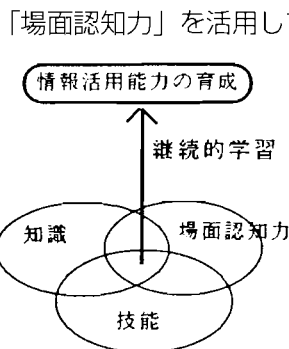 「場面認知力」を活用して
情報活用能力の育成
継続的学習
知識
場面認知力
技能